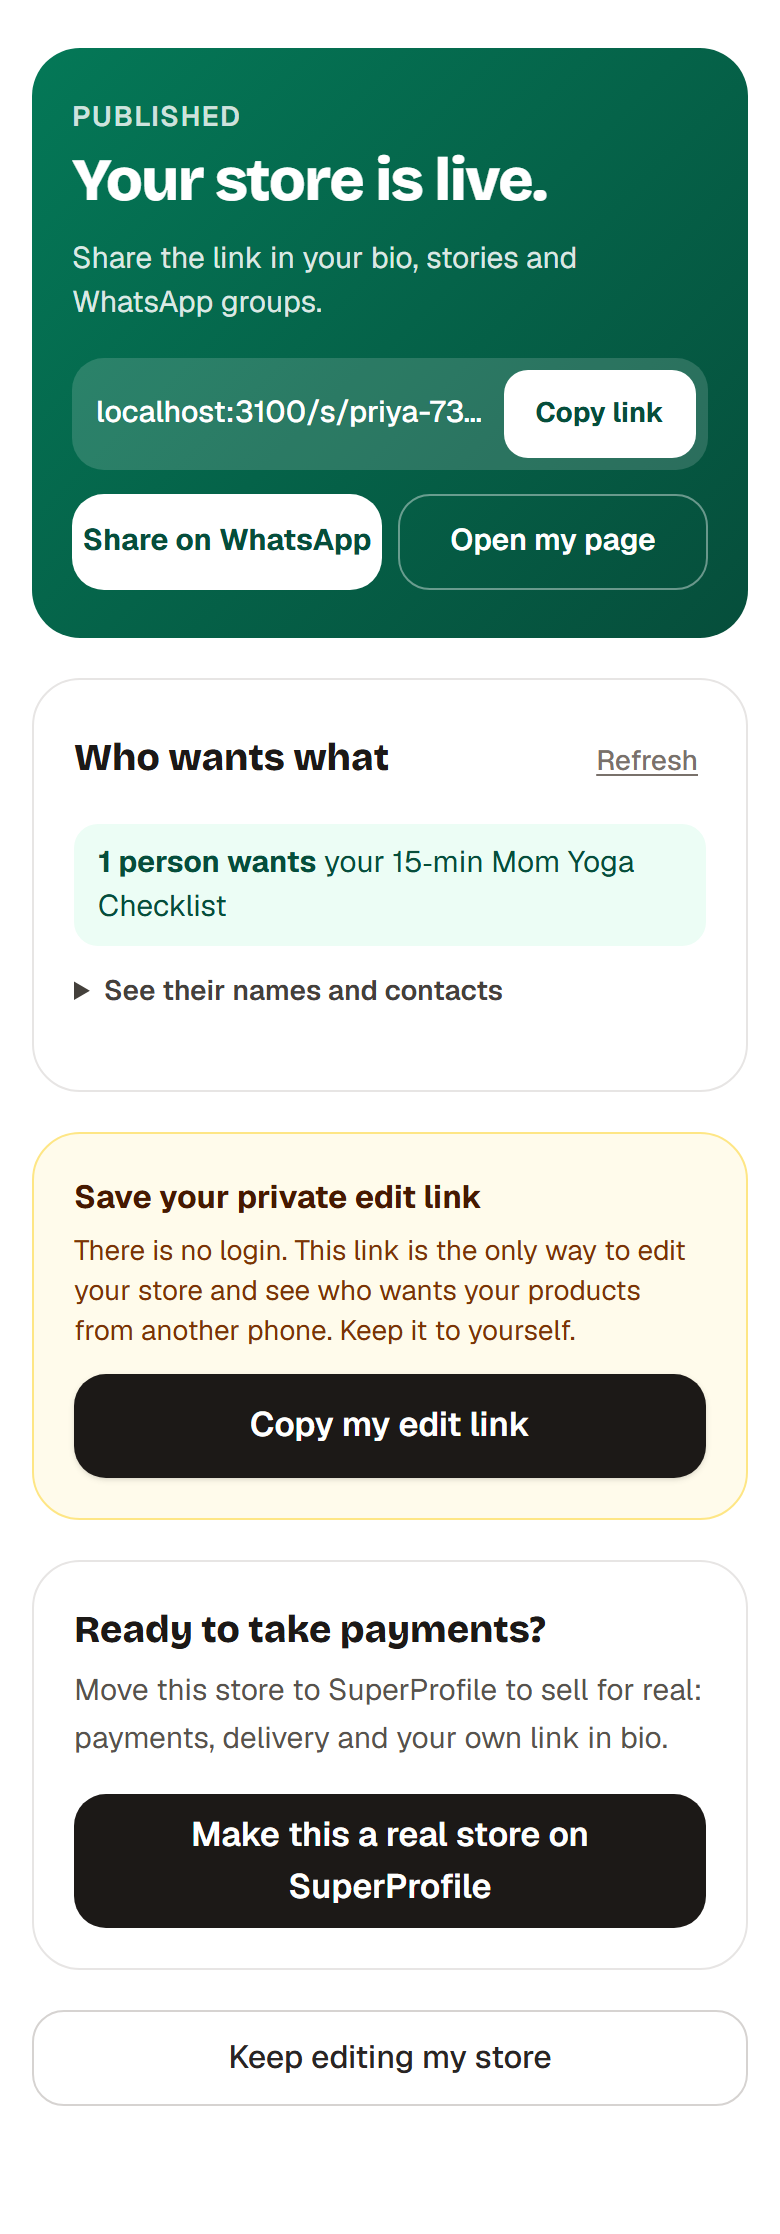 PUBLISHED
Your store is live.
Share the link in your bio, stories and
WhatsApp groups.
localhost:3100/s/priya-73...
Copy link
Share on WhatsApp
Open my page
Who wants what
Refresh
1 person wants your 15-min Mom Yoga
Checklist
See their names and contacts
Save your private edit link
There is no login. This link is the only way to edit
your store and see who wants your products
from another phone. Keep it to yourself.
Copy my edit link
Ready to take payments?
Move this store to SuperProfile to sell for real:
payments, delivery and your own link in bio.
Make this a real store on
SuperProfile
Keep editing my store